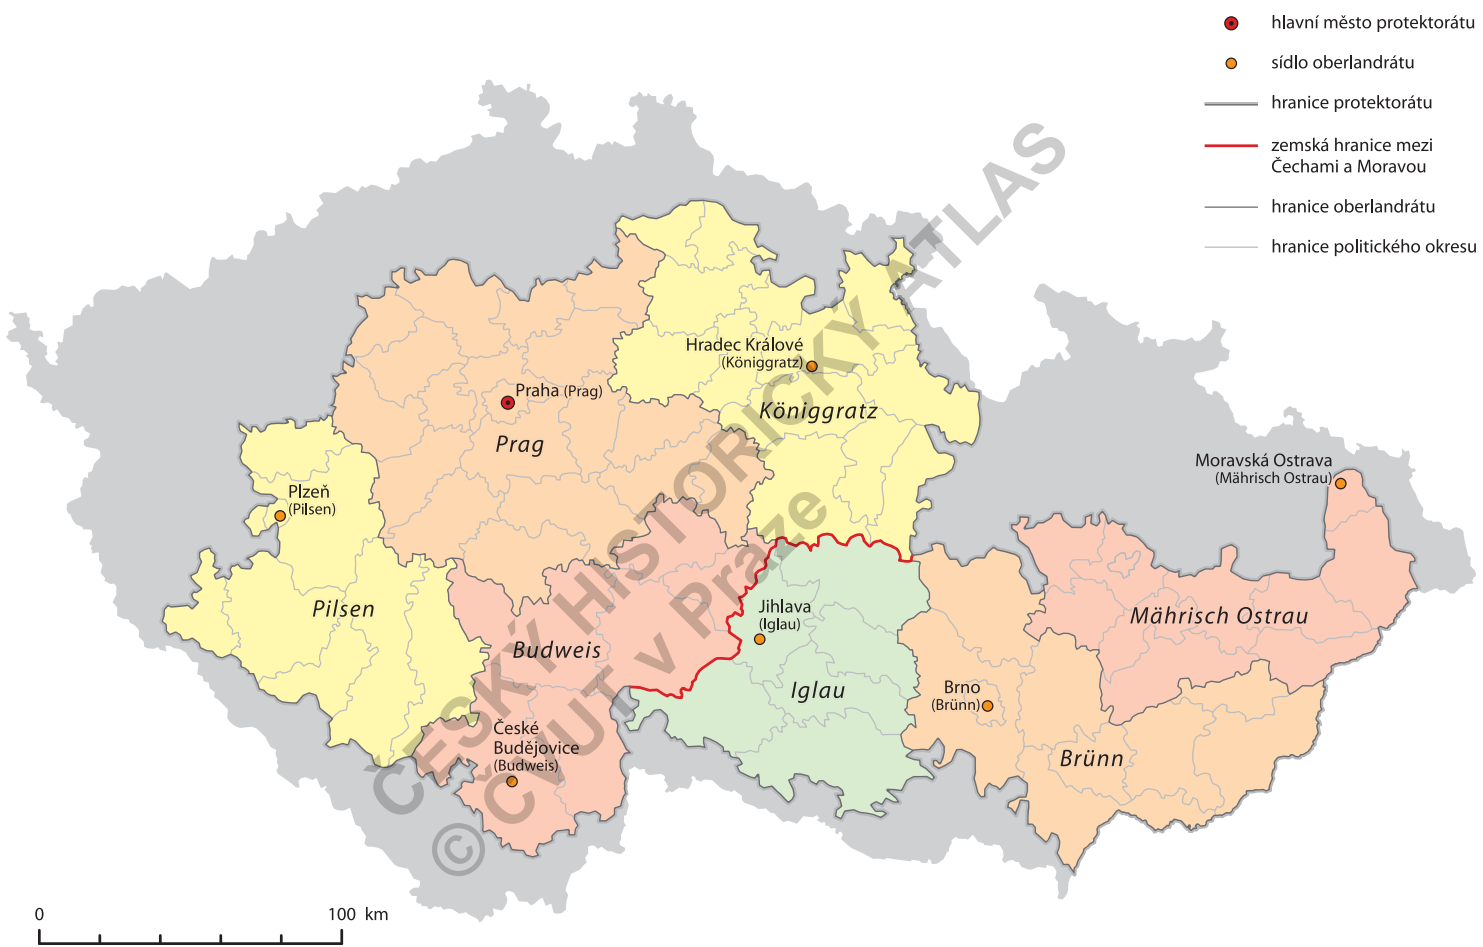 hlavní město protektorátu
sídlo oberlandrátu
hranice protektorátu
zemská hranice mezi
Čechami a Moravou
hranice oberlandrátu
hranice politického okresu
Hradec Králové
(Königgratz)
Königgratz
Praha (Prag)
Prag
Moravská Ostrava
(Mährisch Ostrau)
Plzeň
(Pilsen)
Pilsen
Jihlava
(Iglau)
Mährisch Ostrau
Budweis
Iglau
Brno
(Brünn)
České
Budějovice
(Budweis)
Brünn
ČESKÝ HISTORICKÝ ATLAS
© ČVUT v Praze
0 100 km